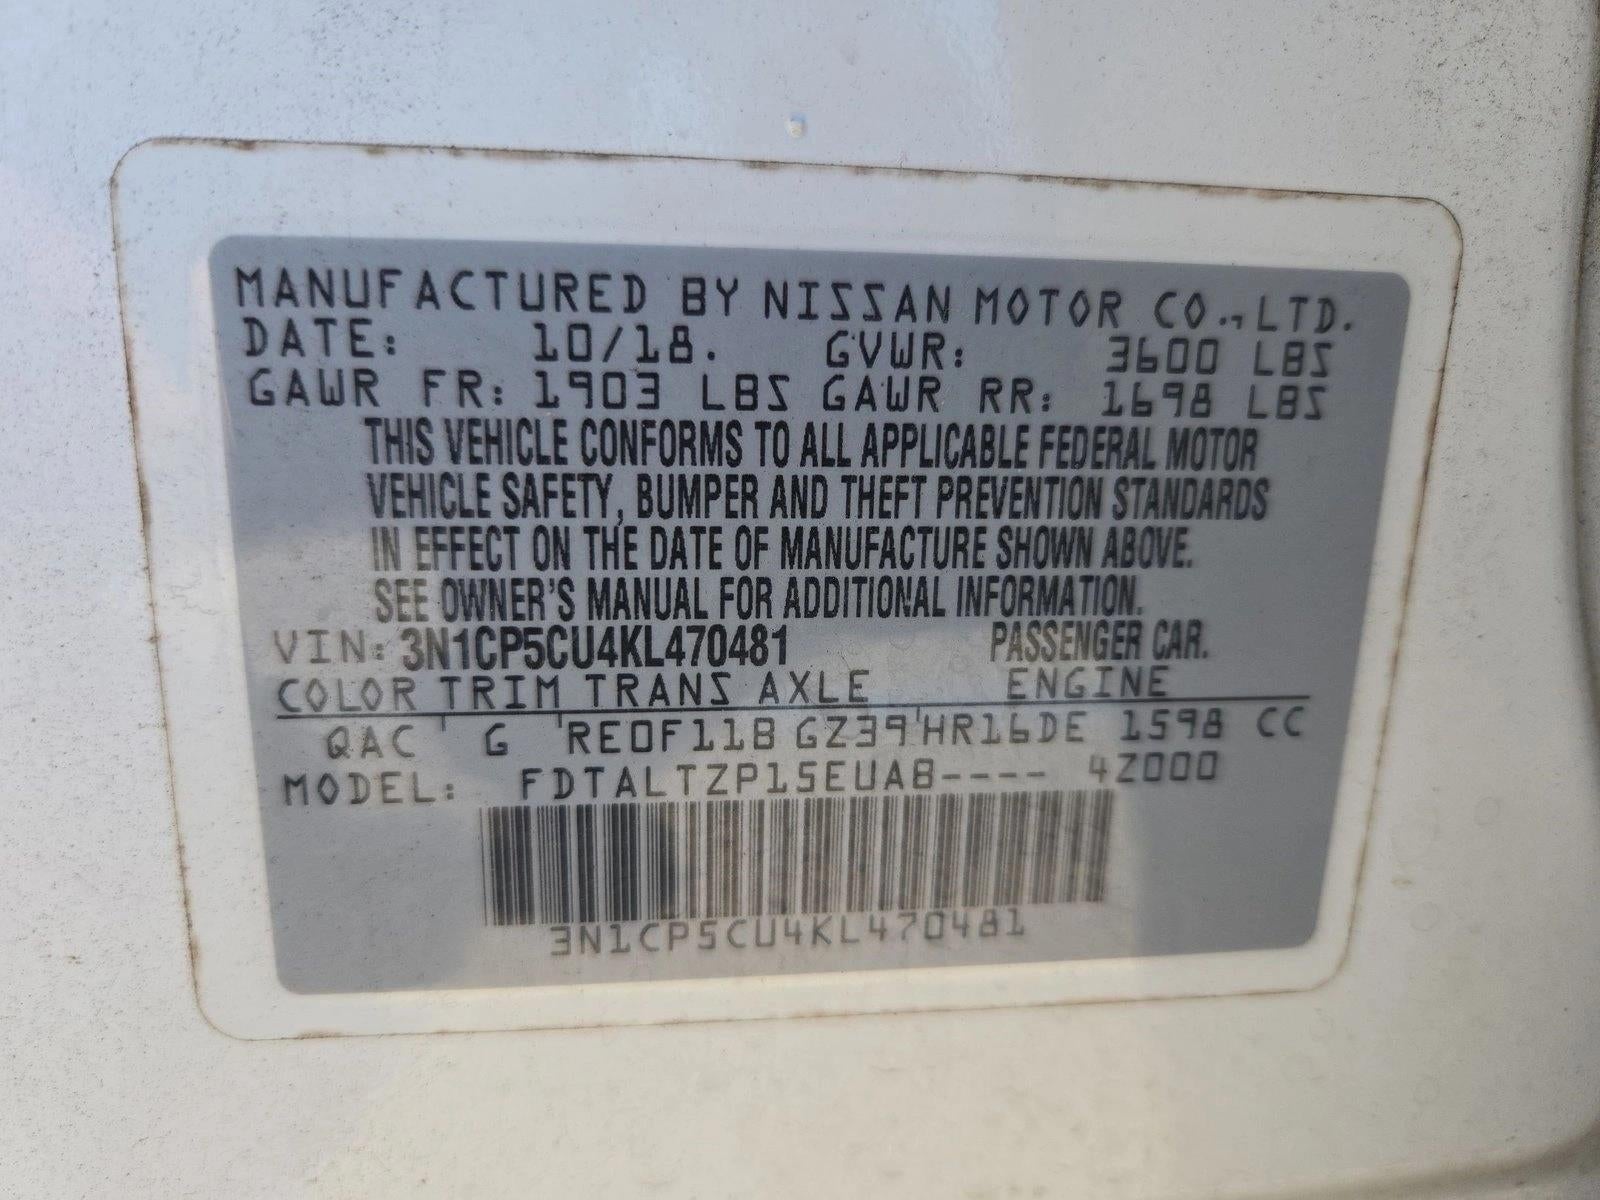 MANUFACTURED BY NISSAN MOTOR CO., LTD.
DATE: 10/18. GVWR: 3600 LBS
GAWR FR: 1903 LBS GAWR RR: 1698 LBS
THIS VEHICLE CONFORMS TO ALL APPLICABLE FEDERAL MOTOR
VEHICLE SAFETY, BUMPER AND THEFT PREVENTION STANDARDS
IN EFFECT ON THE DATE OF MANUFACTURE SHOWN ABOVE.
SEE OWNER'S MANUAL FOR ADDITIONAL INFORMATION.
VIN: 3N1CP5CU4KL470481 PASSENGER CAR.
COLOR TRIM TRANS AXLE ENGINE
QAC G RE0F11B GZ39 HR16DE 1598 CC
MODEL: FDTALTZP15EUA8---- 4Z000
3N1CP5CU4KL470481